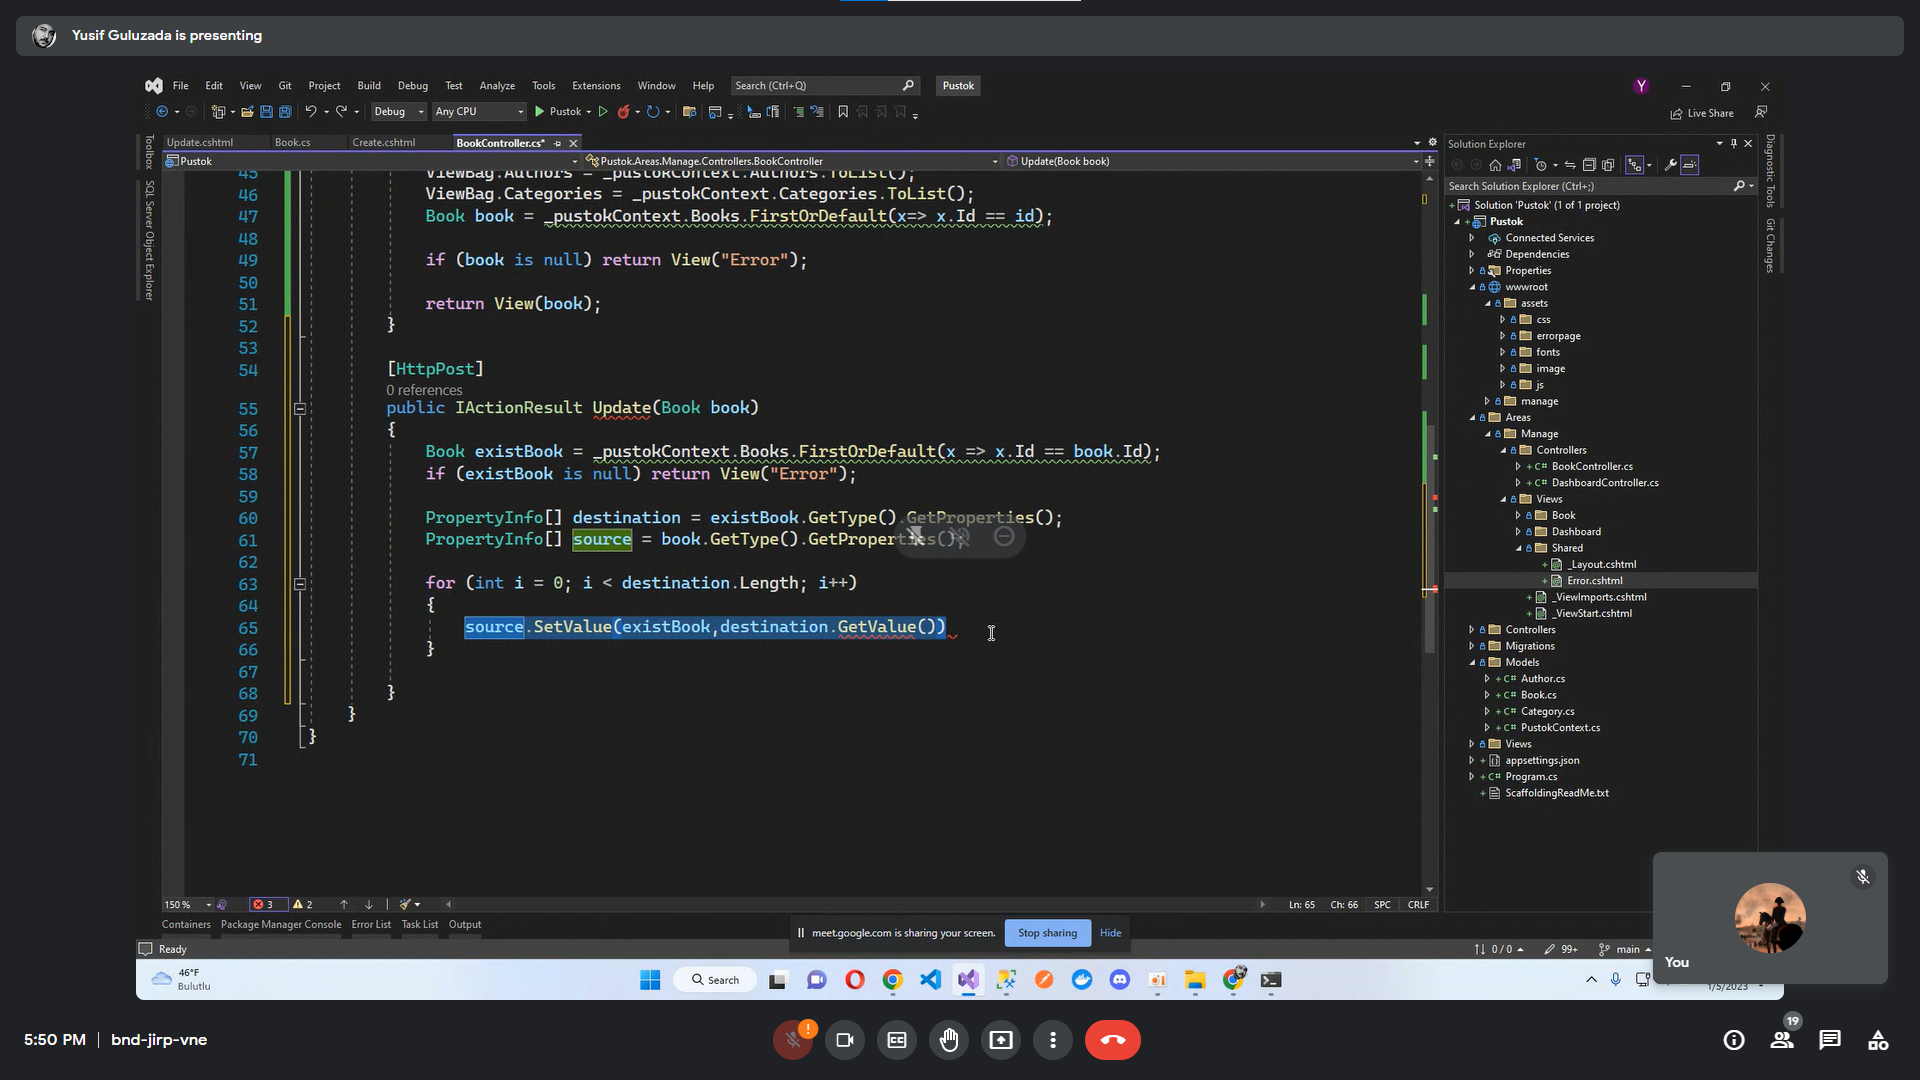 Yusif Guluzada is presenting
File Edit View Git Project Build Debug Test Analyze Tools Extensions Window Help Search (Ctrl+Q) Pustok
Y
Debug Any CPU Pustok Live Share
Update.cshtml Book.cs Create.cshtml BookController.cs*
Pustok Pustok.Areas.Manage.Controllers.BookController Update(Book book)
Toolbox
SQL Server Object Explorer
45 ViewBag.Authors = _pustokContext.Authors.ToList();
46 ViewBag.Categories = _pustokContext.Categories.ToList();
47 Book book = _pustokContext.Books.FirstOrDefault(x=> x.Id == id);
48
49 if (book is null) return View("Error");
50
51 return View(book);
52 }
53
54 [HttpPost]
0 references
55 public IActionResult Update(Book book)
56 {
57 Book existBook = _pustokContext.Books.FirstOrDefault(x => x.Id == book.Id);
58 if (existBook is null) return View("Error");
59
60 PropertyInfo[] destination = existBook.GetType().GetProperties();
61 PropertyInfo[] source = book.GetType().GetProperties();
62
63 for (int i = 0; i < destination.Length; i++)
64 {
65 source.SetValue(existBook,destination.GetValue())
66 }
67
68 }
69 }
70 }
71
150 % 3 2 Ln: 65 Ch: 66 SPC CRLF
Containers Package Manager Console Error List Task List Output
Ready 0 / 0 99+ main
Solution Explorer
Search Solution Explorer (Ctrl+;)
Solution 'Pustok' (1 of 1 project)
Pustok
Connected Services
Dependencies
Properties
wwwroot
assets
css
errorpage
fonts
image
js
manage
Areas
Manage
Controllers
C# BookController.cs
C# DashboardController.cs
Views
Book
Dashboard
Shared
_Layout.cshtml
Error.cshtml
_ViewImports.cshtml
_ViewStart.cshtml
Controllers
Migrations
Models
C# Author.cs
C# Book.cs
C# Category.cs
C# PustokContext.cs
Views
appsettings.json
C# Program.cs
ScaffoldingReadMe.txt
Diagnostic Tools
Git Changes
meet.google.com is sharing your screen. Stop sharing Hide
46°F
Bulutlu
Search
1/5/2023
You
5:50 PM | bnd-jirp-vne
!
19